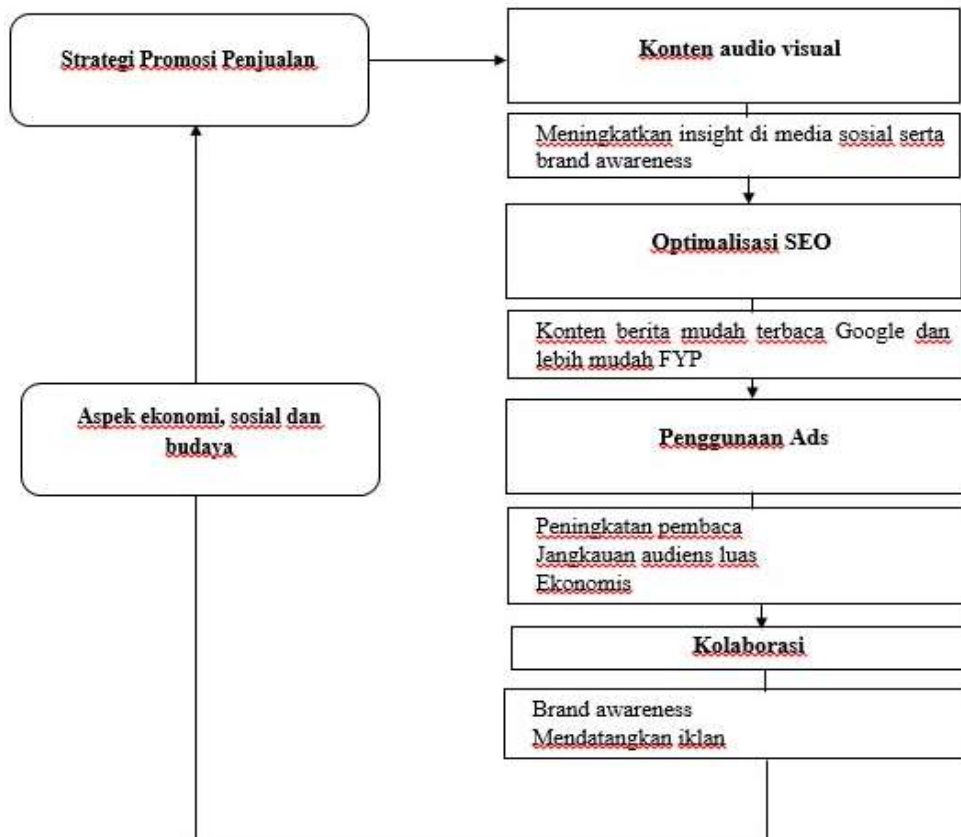 Strategi Promosi Penjualan
Konten audio visual
Meningkatkan insight di media sosial serta
brand awareness
Optimalisasi SEO
Konten berita mudah terbaca Google dan
lebih mudah FYP
Aspek ekonomi, sosial dan
budaya
Penggunaan Ads
Peningkatan pembaca
Jangkauan audiens luas
Ekonomis
Kolaborasi
Brand awareness
Mendatangkan iklan